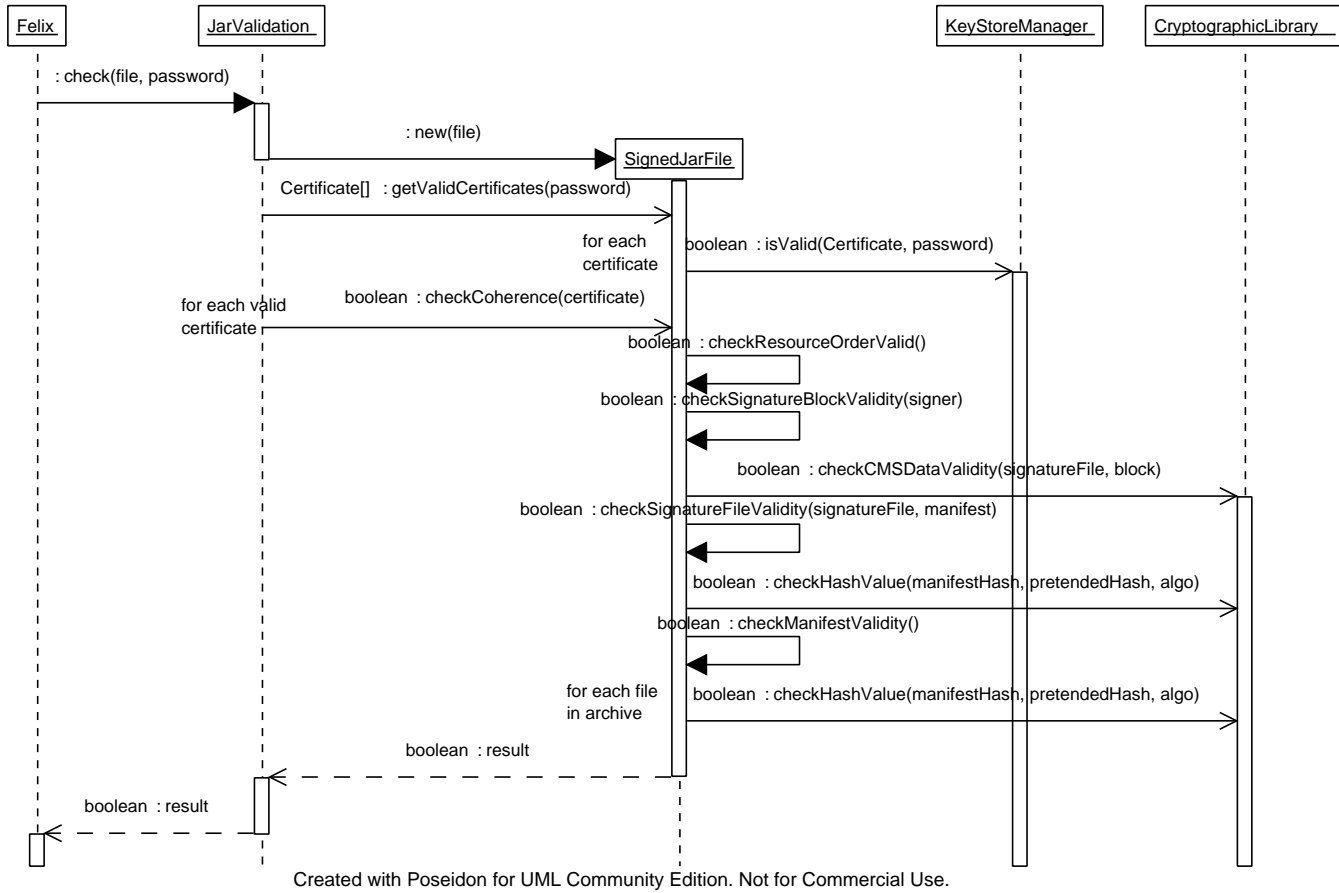 Felix
JarValidation
KeyStoreManager
CryptographicLibrary
: check(file, password)
: new(file)
SignedJarFile
Certificate[] : getValidCertificates(password)
for each
certificate
boolean : isValid(Certificate, password)
for each valid
certificate
boolean : checkCoherence(certificate)
boolean : checkResourceOrderValid()
boolean : checkSignatureBlockValidity(signer)
boolean : checkCMSDataValidity(signatureFile, block)
boolean : checkSignatureFileValidity(signatureFile, manifest)
boolean : checkHashValue(manifestHash, pretendedHash, algo)
boolean : checkManifestValidity()
for each file
in archive
boolean : checkHashValue(manifestHash, pretendedHash, algo)
boolean : result
boolean : result
Created with Poseidon for UML Community Edition. Not for Commercial Use.